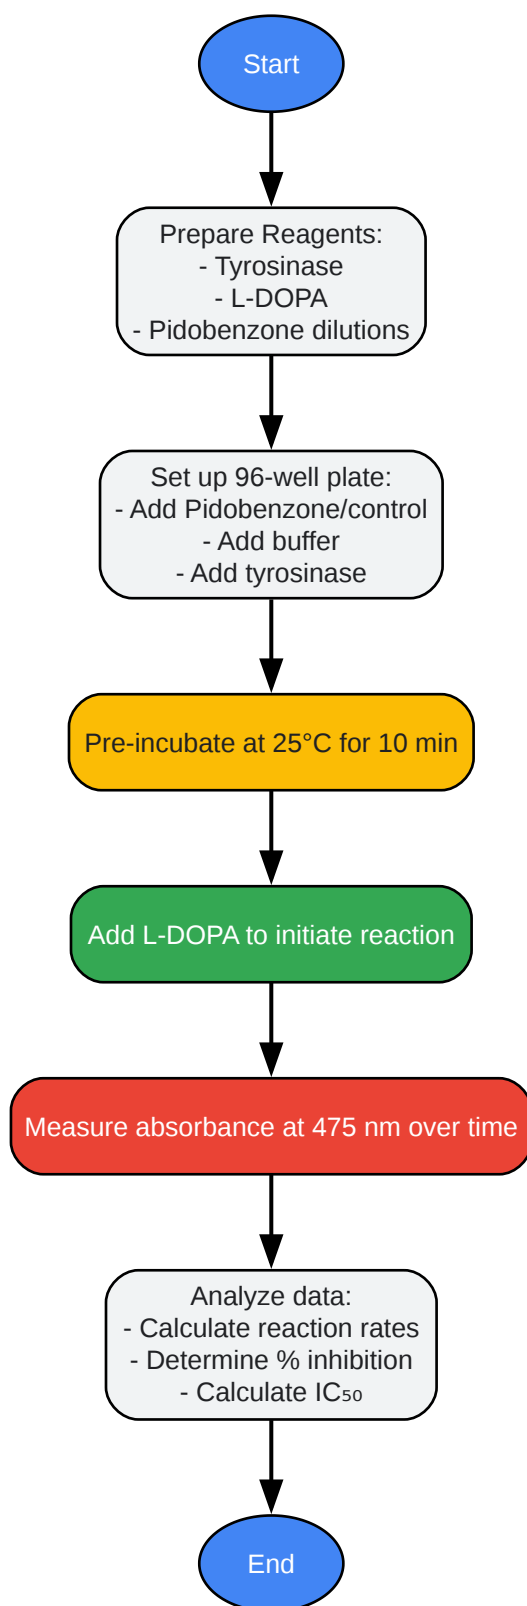 Start
Prepare Reagents:
- Tyrosinase
- L-DOPA
- Pidobenzone dilutions
Set up 96-well plate:
- Add Pidobenzone/control
- Add buffer
- Add tyrosinase
Pre-incubate at 25°C for 10 min
Add L-DOPA to initiate reaction
Measure absorbance at 475 nm over time
Analyze data:
- Calculate reaction rates
- Determine % inhibition
- Calculate IC₅₀
End